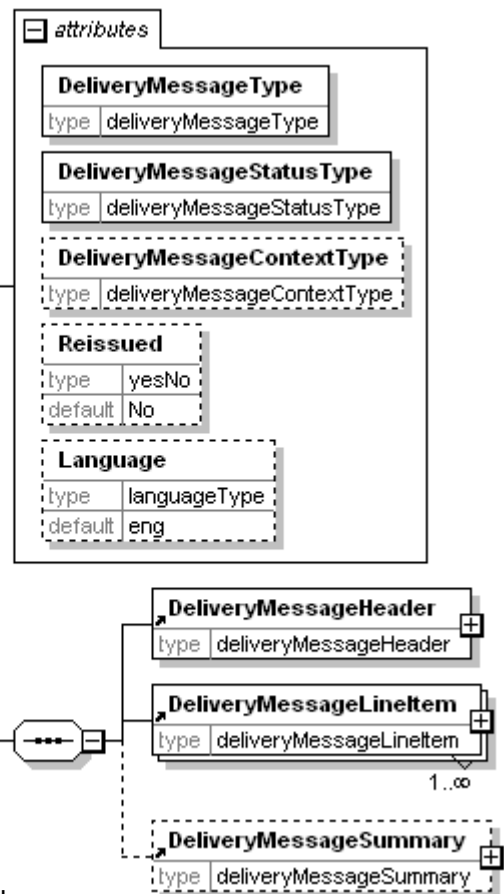 attributes
DeliveryMessageType
type deliveryMessageType
DeliveryMessageStatusType
type deliveryMessageStatusType
DeliveryMessageContextType
type deliveryMessageContextType
Reissued
type yesNo
default No
Language
type languageType
default eng
DeliveryMessageHeader
type deliveryMessageHeader
DeliveryMessageLineItem
type deliveryMessageLineItem
1..∞
DeliveryMessageSummary
type deliveryMessageSummary